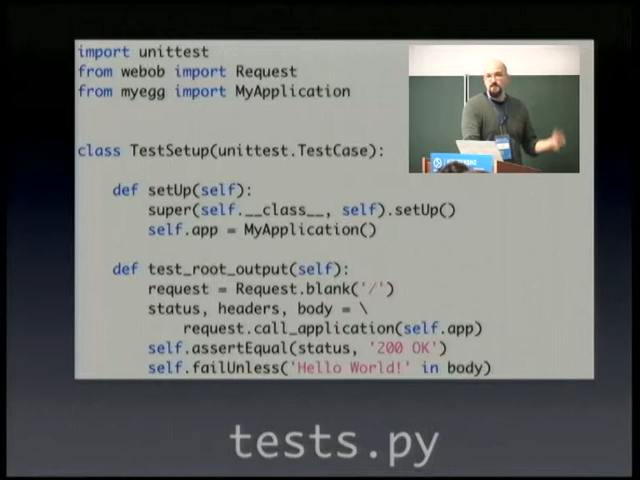 import unittest
from webob import Request
from myegg import MyApplication
class TestSetup(unittest.TestCase):
def setUp(self):
super(self.__class__, self).setUp()
self.app = MyApplication()
def test_root_output(self):
request = Request.blank('/')
status, headers, body = \
request.call_application(self.app)
self.assertEqual(status, '200 OK')
self.failUnless('Hello World!' in body)
tests.py